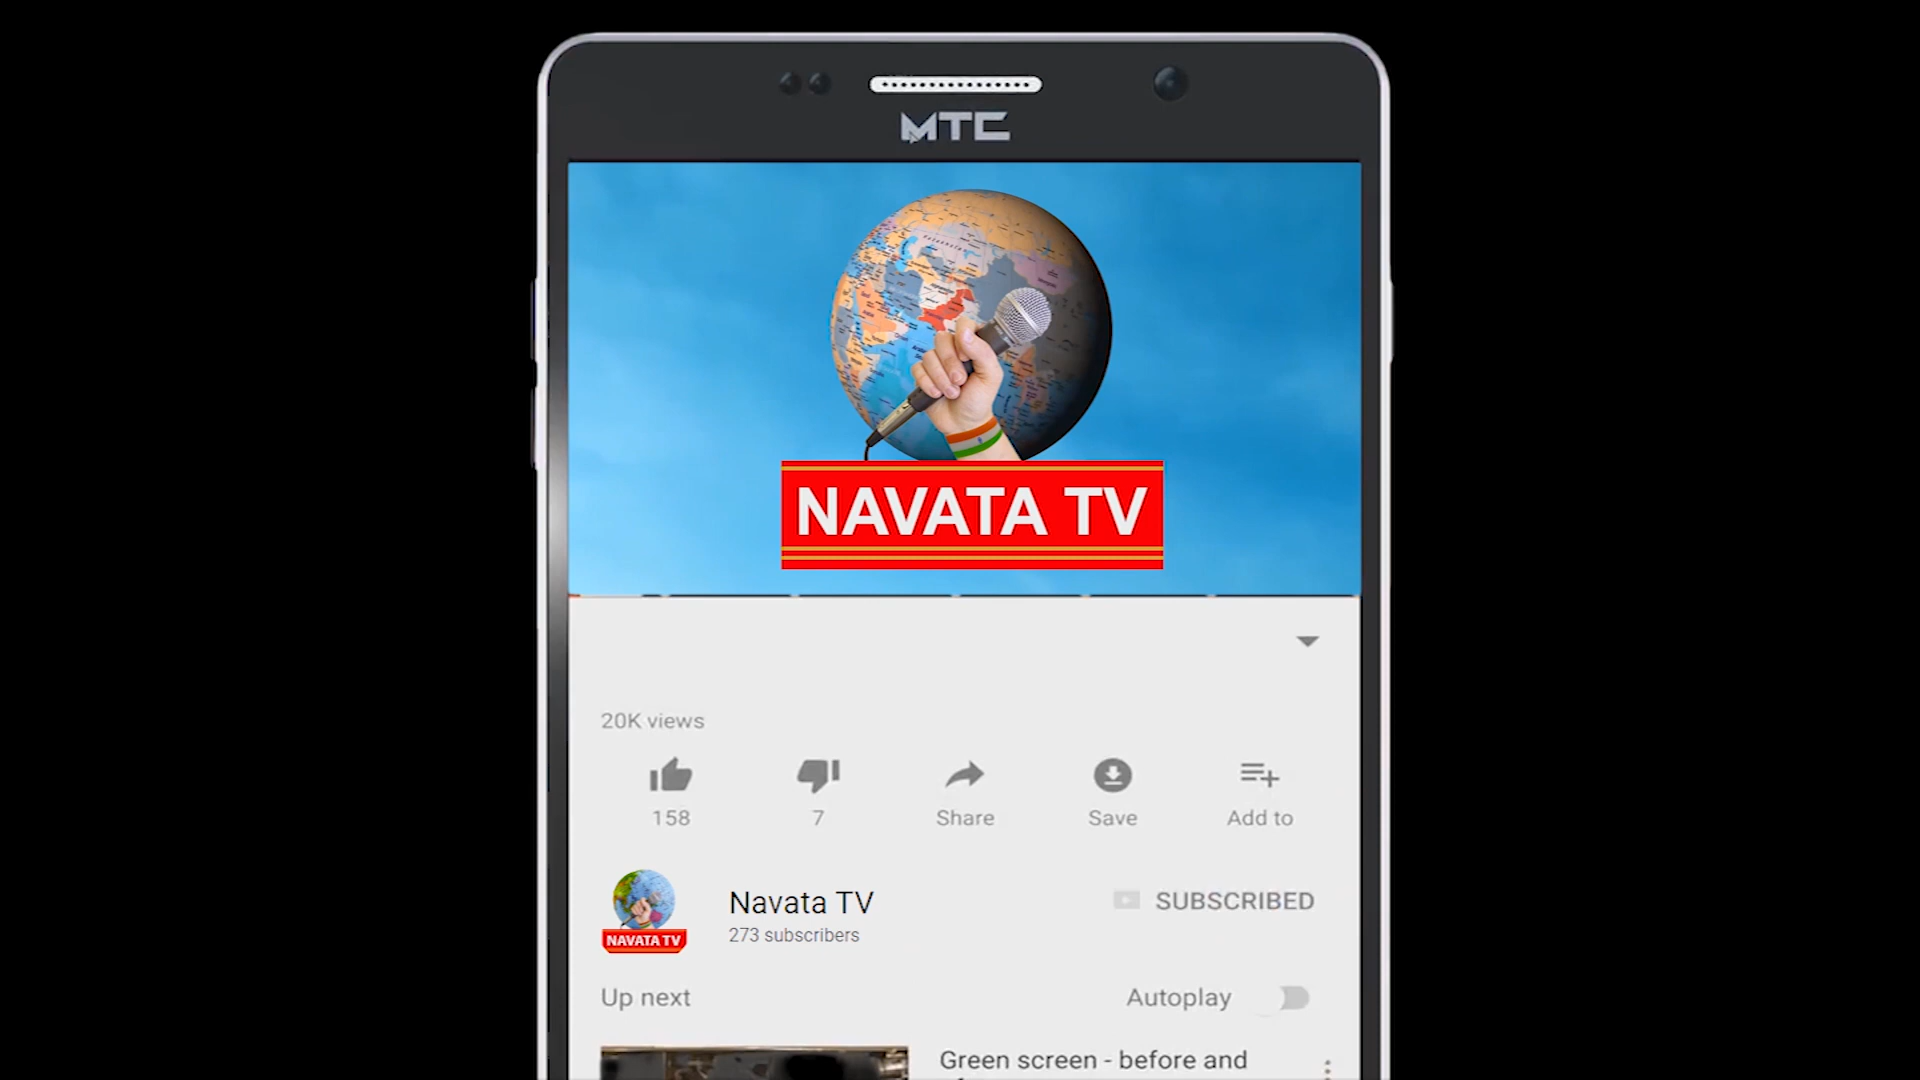 MTC
NAVATA TV
20K views
158
7
Share
Save
Add to
Navata TV
273 subscribers
SUBSCRIBED
NAVATA TV
Up next
Autoplay
Green screen - before and